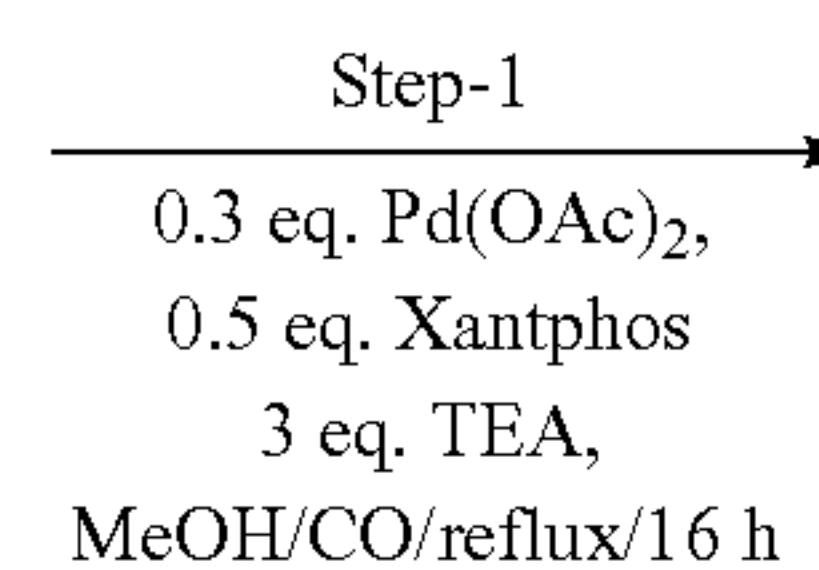 Step-1
0.3 eq. Pd(OAc)₂,
0.5 eq. Xantphos
3 eq. TEA,
MeOH/CO/reflux/16 h